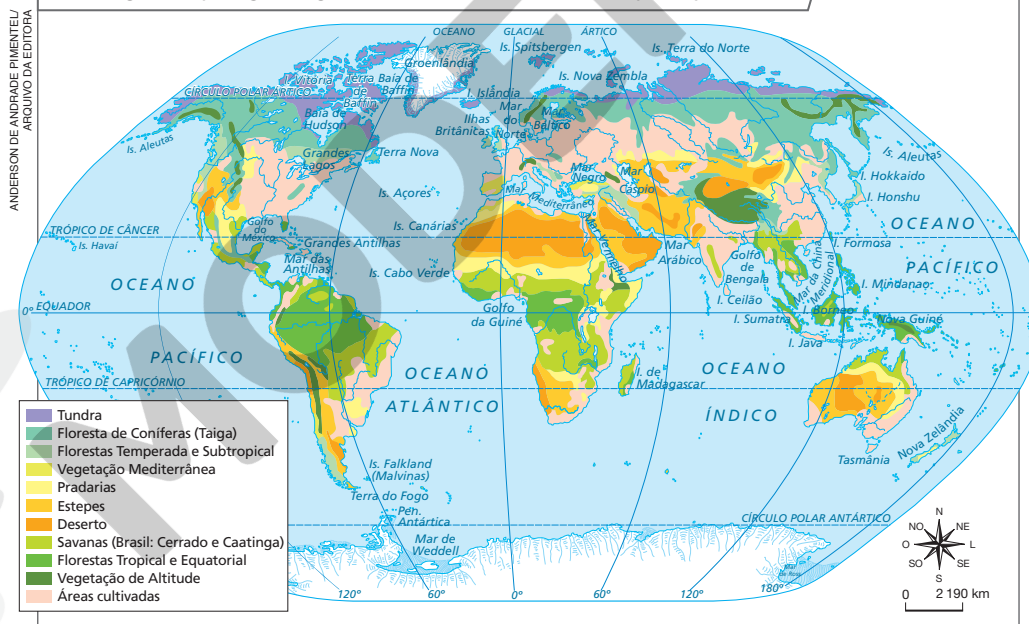 ANDERSON DE ANDRADE PIMENTEL/
ARQUIVO DA EDITORA
OCEANO GLACIAL ÁRTICO
Is. Spitsbergen
Is. Terra do Norte
Groenlândia
I. Vitória
Terra de Baffin
Baía de Baffin
Is. Nova Zembla
CÍRCULO POLAR ÁRTICO
I. Islândia
Baía de Hudson
Mar do Norte
Mar Báltico
Ilhas Britânicas
Is. Aleutas
Grandes Lagos
Terra Nova
Is. Aleutas
Mar Negro
Mar Cáspio
I. Hokkaido
Is. Açores
Mar Mediterrâneo
I. Honshu
Golfo do México
Is. Canárias
OCEANO
TRÓPICO DE CÂNCER
Is. Havaí
Grandes Antilhas
Mar Vermelho
Mar Arábico
I. Formosa
Mar das Antilhas
Is. Cabo Verde
Golfo de Bengala
Mar da China Meridional
PACÍFICO
OCEANO
I. Mindanao
I. Ceilão
0° EQUADOR
Golfo da Guiné
I. Sumatra
I. Bornéo
Nova Guiné
I. Java
PACÍFICO
OCEANO
OCEANO
TRÓPICO DE CAPRICÓRNIO
I. de Madagascar
ATLÂNTICO
ÍNDICO
Nova Zelândia
Tasmânia
Is. Falkland (Malvinas)
Terra do Fogo
Pen. Antártica
CÍRCULO POLAR ANTÁRTICO
Mar de Weddell
Mar de Ross
Tundra
Floresta de Coníferas (Taiga)
Florestas Temperada e Subtropical
Vegetação Mediterrânea
Pradarias
Estepes
Deserto
Savanas (Brasil: Cerrado e Caatinga)
Florestas Tropical e Equatorial
Vegetação de Altitude
Áreas cultivadas
120° 60° 0° 60° 120° 180°
N
NO NE
O L
SO SE
S
0 2 190 km